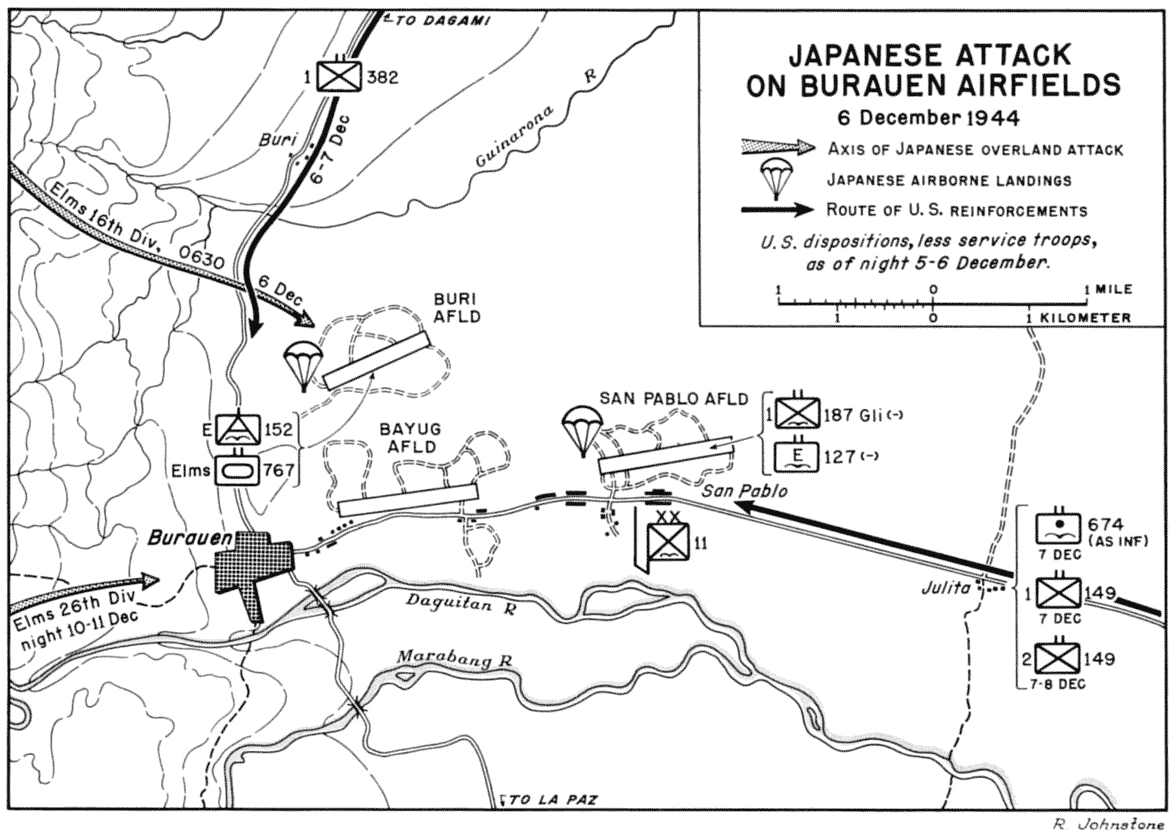 TO DAGAMI
1 382
Buri
6-7 Dec
Guinarona R
JAPANESE ATTACK
ON BURAUEN AIRFIELDS
6 December 1944
AXIS OF JAPANESE OVERLAND ATTACK
JAPANESE AIRBORNE LANDINGS
ROUTE OF U.S. REINFORCEMENTS
U.S. dispositions, less service troops,
as of night 5-6 December.
1 0 1 MILE
1 0 1 KILOMETER
Elms 16th Div. 0630
6 Dec
BURI
AFLD
E 152
Elms 767
BAYUG
AFLD
SAN PABLO AFLD
1 187 Gli (-)
E 127 (-)
San Pablo
XX
11
Burauen
Elms 26th Div
night 10-11 Dec
Daguitan R
Marabang R
Julita
674
(AS INF)
7 DEC
1 149
7 DEC
2 149
7-8 DEC
TO LA PAZ
R. Johnstone